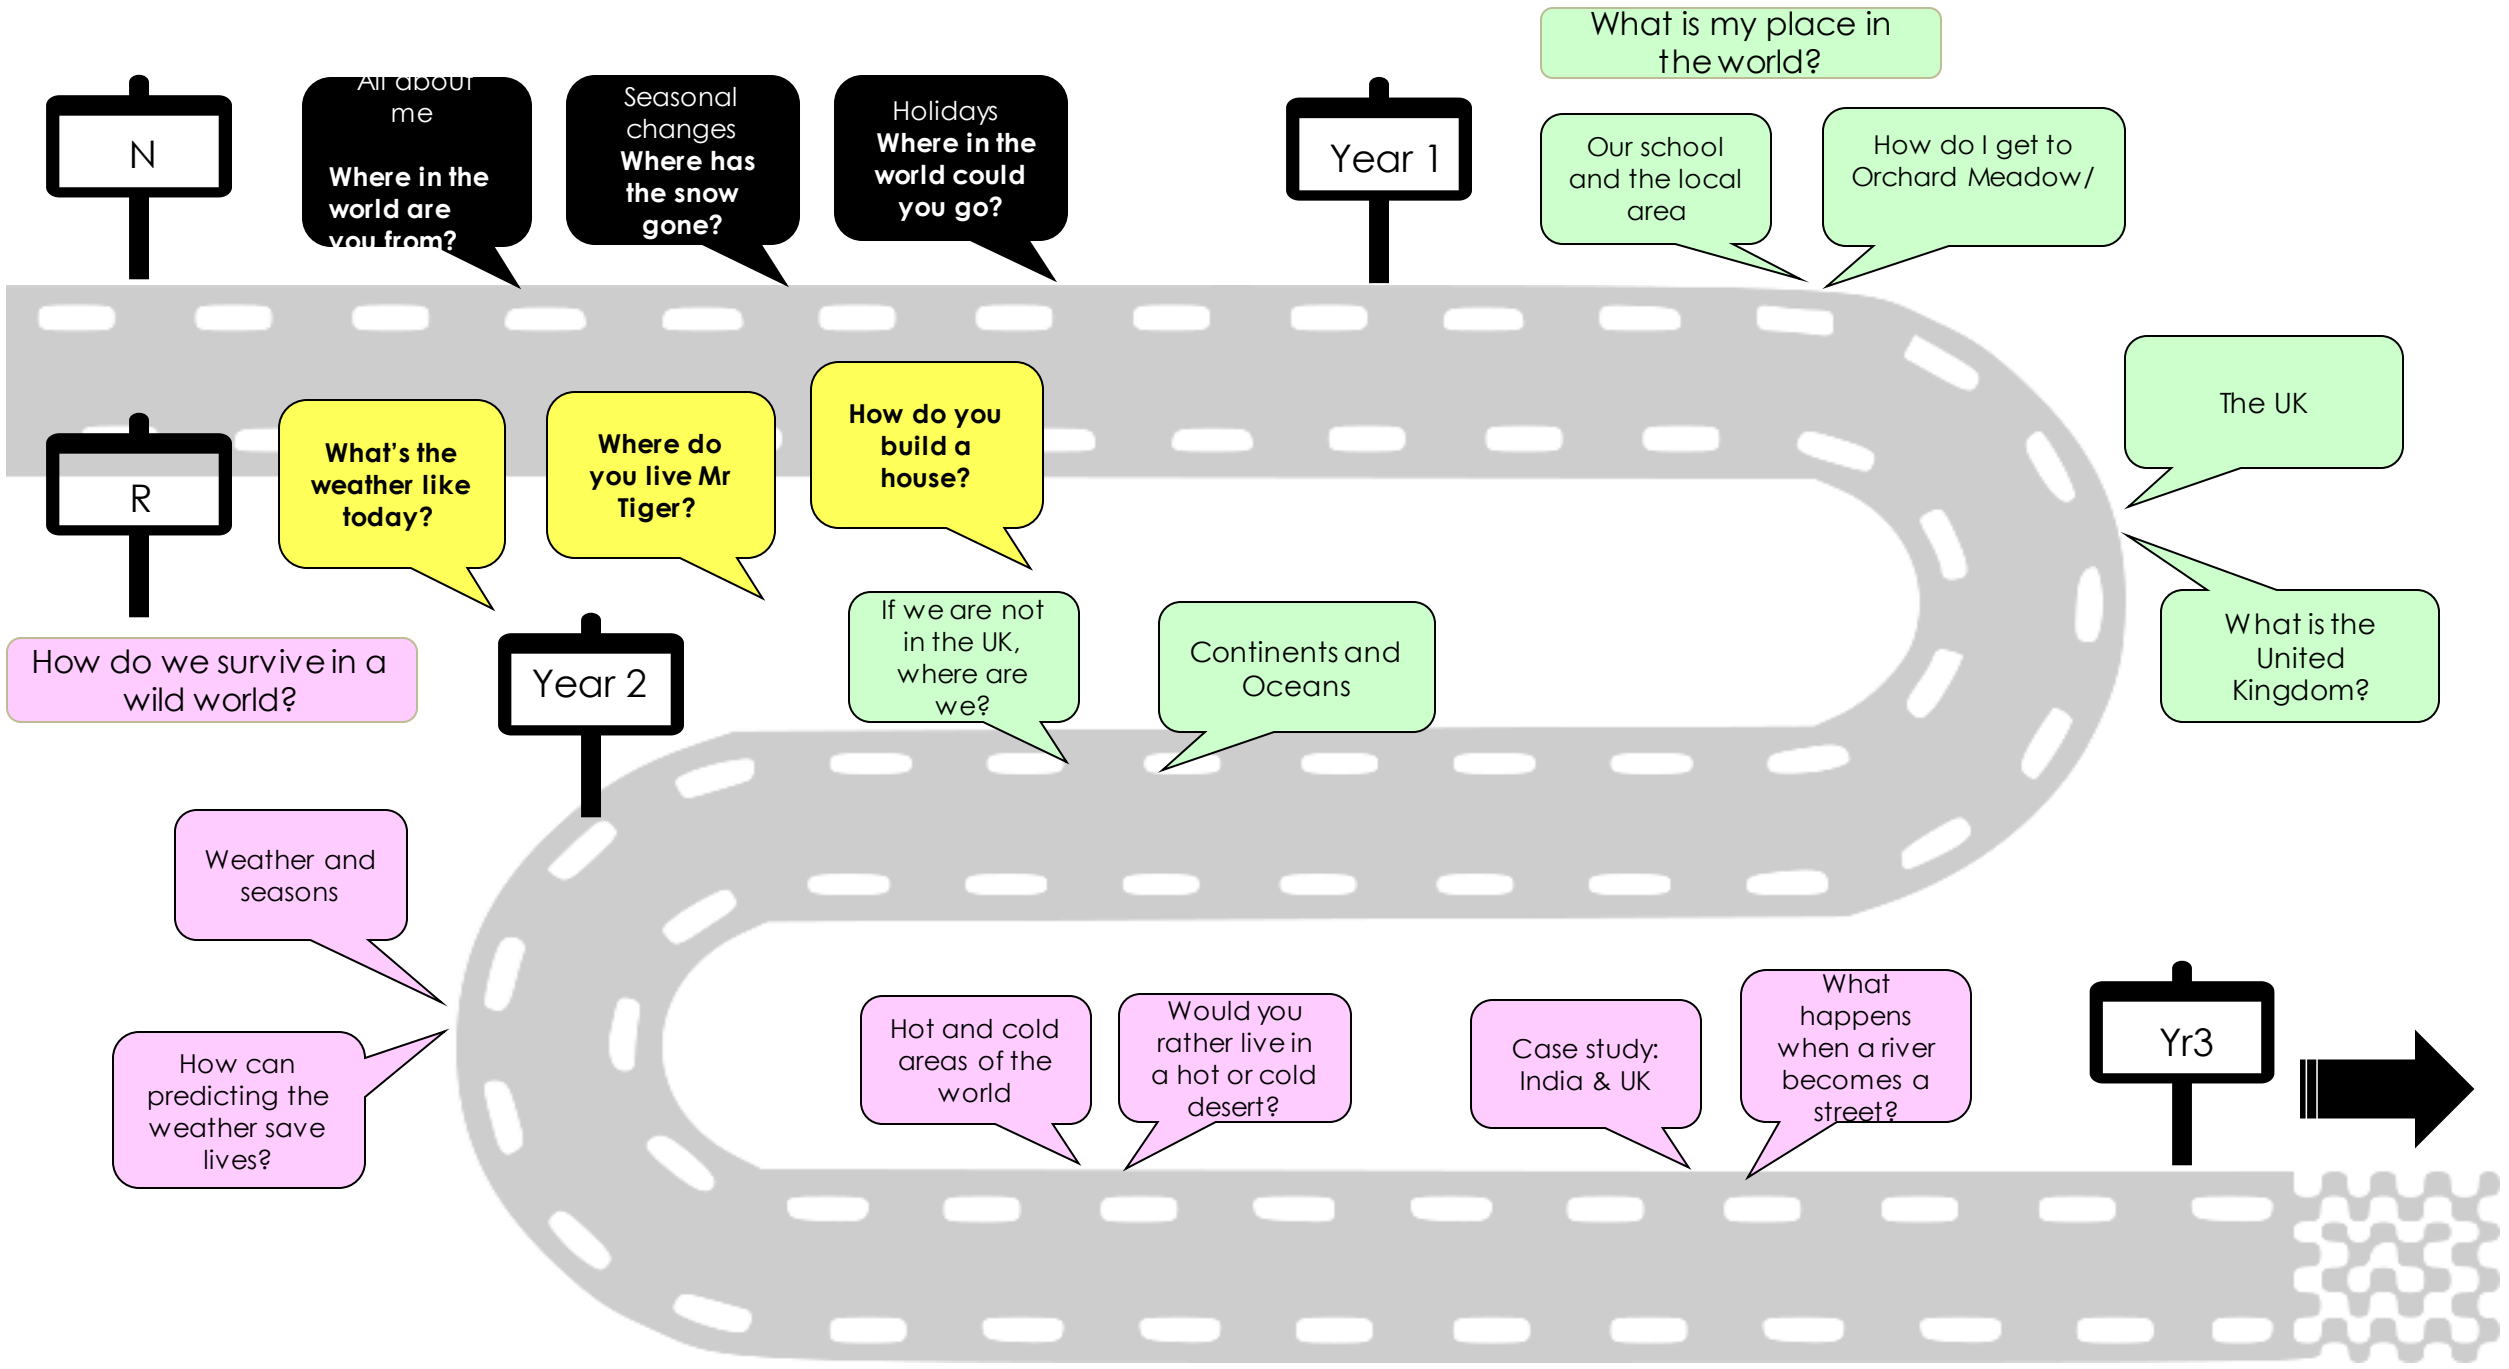 What is my place in
the world?
N
All about
me
Where in the
world are
you from?
Seasonal
changes
Where has
the snow
gone?
Holidays
Where in the
world could
you go?
Year 1
Our school
and the local
area
How do I get to
Orchard Meadow/
The UK
What is the
United
Kingdom?
R
What's the
weather like
today?
Where do
you live Mr
Tiger?
How do you
build a
house?
If we are not
in the UK,
where are
we?
Continents and
Oceans
How do we survive in a
wild world?
Year 2
Weather and
seasons
How can
predicting the
weather save
lives?
Hot and cold
areas of the
world
Would you
rather live in
a hot or cold
desert?
Case study:
India & UK
What
happens
when a river
becomes a
street?
Yr3